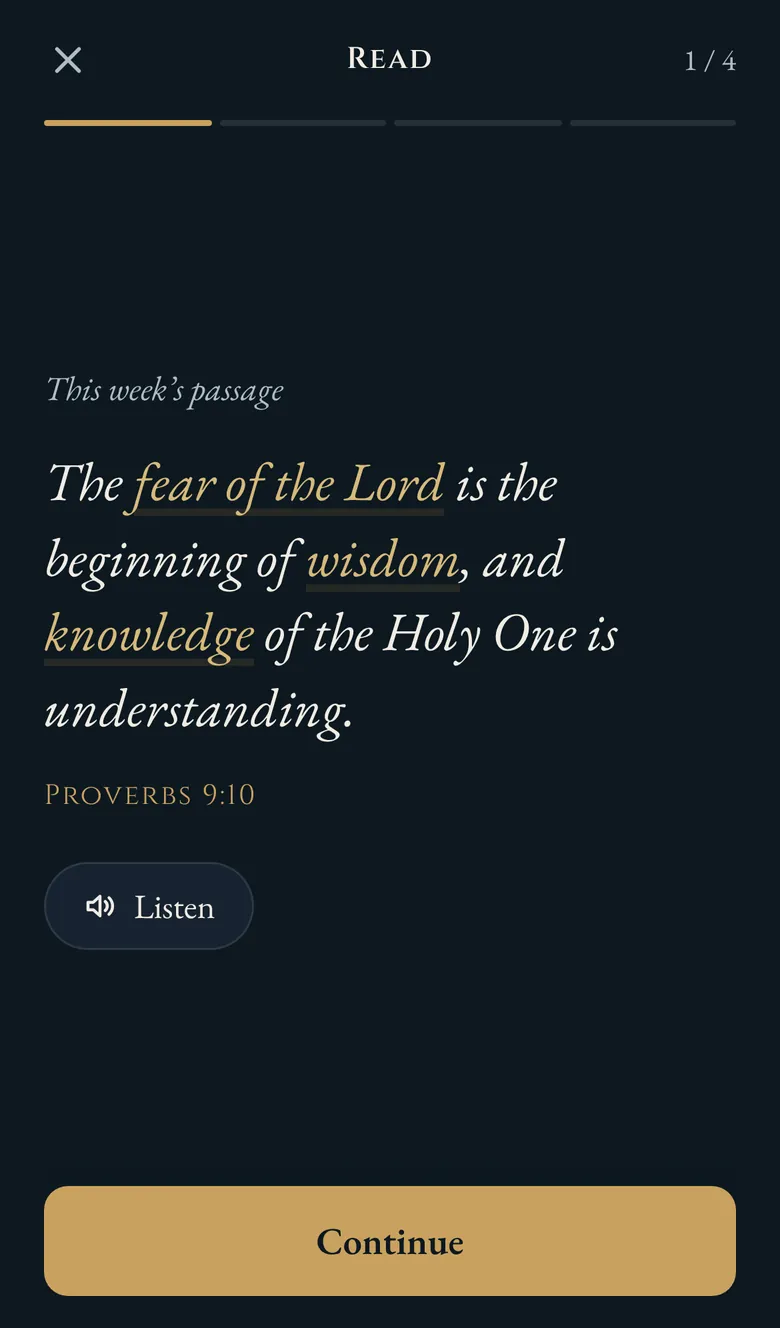 Read
1 / 4
This week’s passage
The fear of the Lord is the
beginning of wisdom, and
knowledge of the Holy One is
understanding.
Proverbs 9:10
Listen
Continue